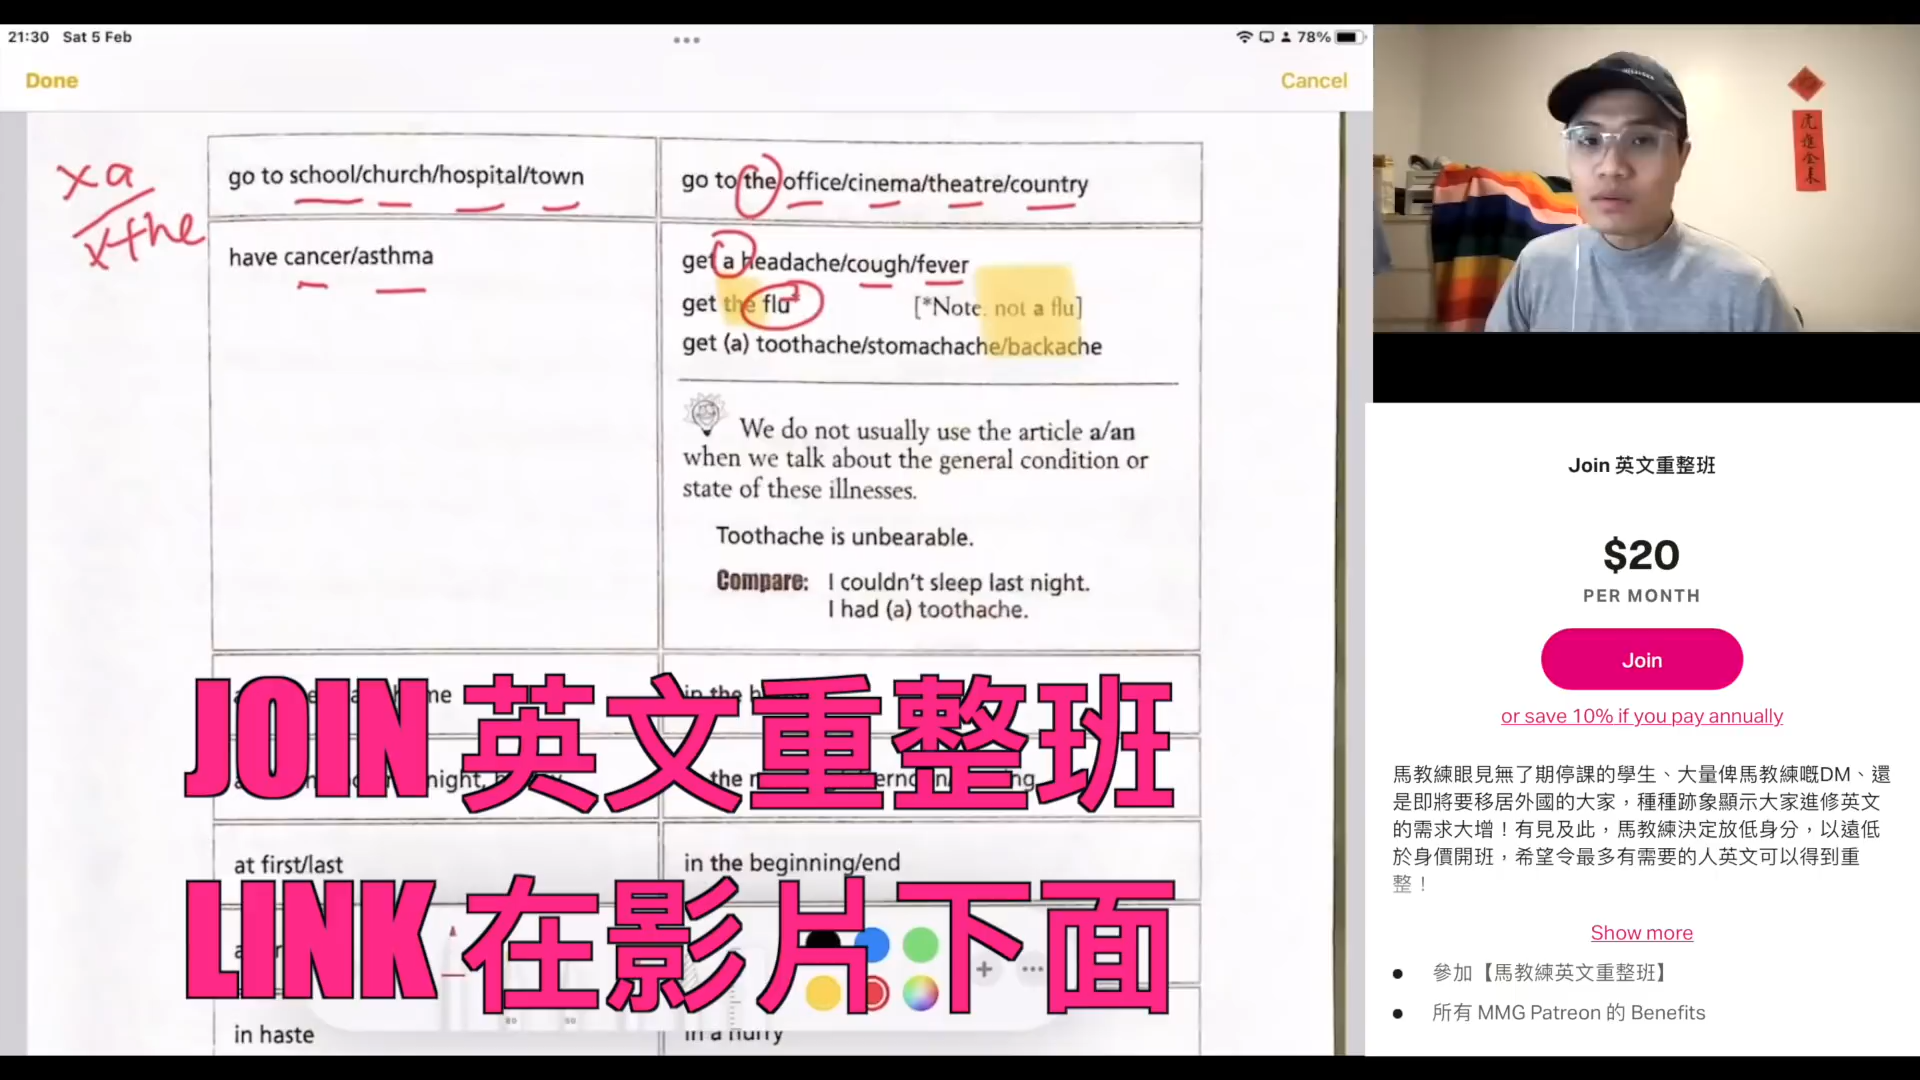 21:30 Sat 5 Feb
78%
Done
Cancel
xa
xthe
go to school/church/hospital/town
go to the office/cinema/theatre/country
have cancer/asthma
get a headache/cough/fever
get the flu* [*Note. not a flu]
get (a) toothache/stomachache/backache
We do not usually use the article a/an
when we talk about the general condition or
state of these illnesses.
Toothache is unbearable.
Compare: I couldn't sleep last night.
I had (a) toothache.
in the
night,
the
at first/last
in the beginning/end
in haste
in a hurry
JOIN 英文重整班
LINK 在影片下面
虎進全來
Join 英文重整班
$20
PER MONTH
Join
or save 10% if you pay annually
馬教練眼見無了期停課的學生、大量俾馬教練嘅DM、還
是即將要移居外國的大家，種種跡象顯示大家進修英文
的需求大增！有見及此，馬教練決定放低身分，以遠低
於身價開班，希望令最多有需要的人英文可以得到重
整！
Show more
參加【馬教練英文重整班】
所有 MMG Patreon 的 Benefits